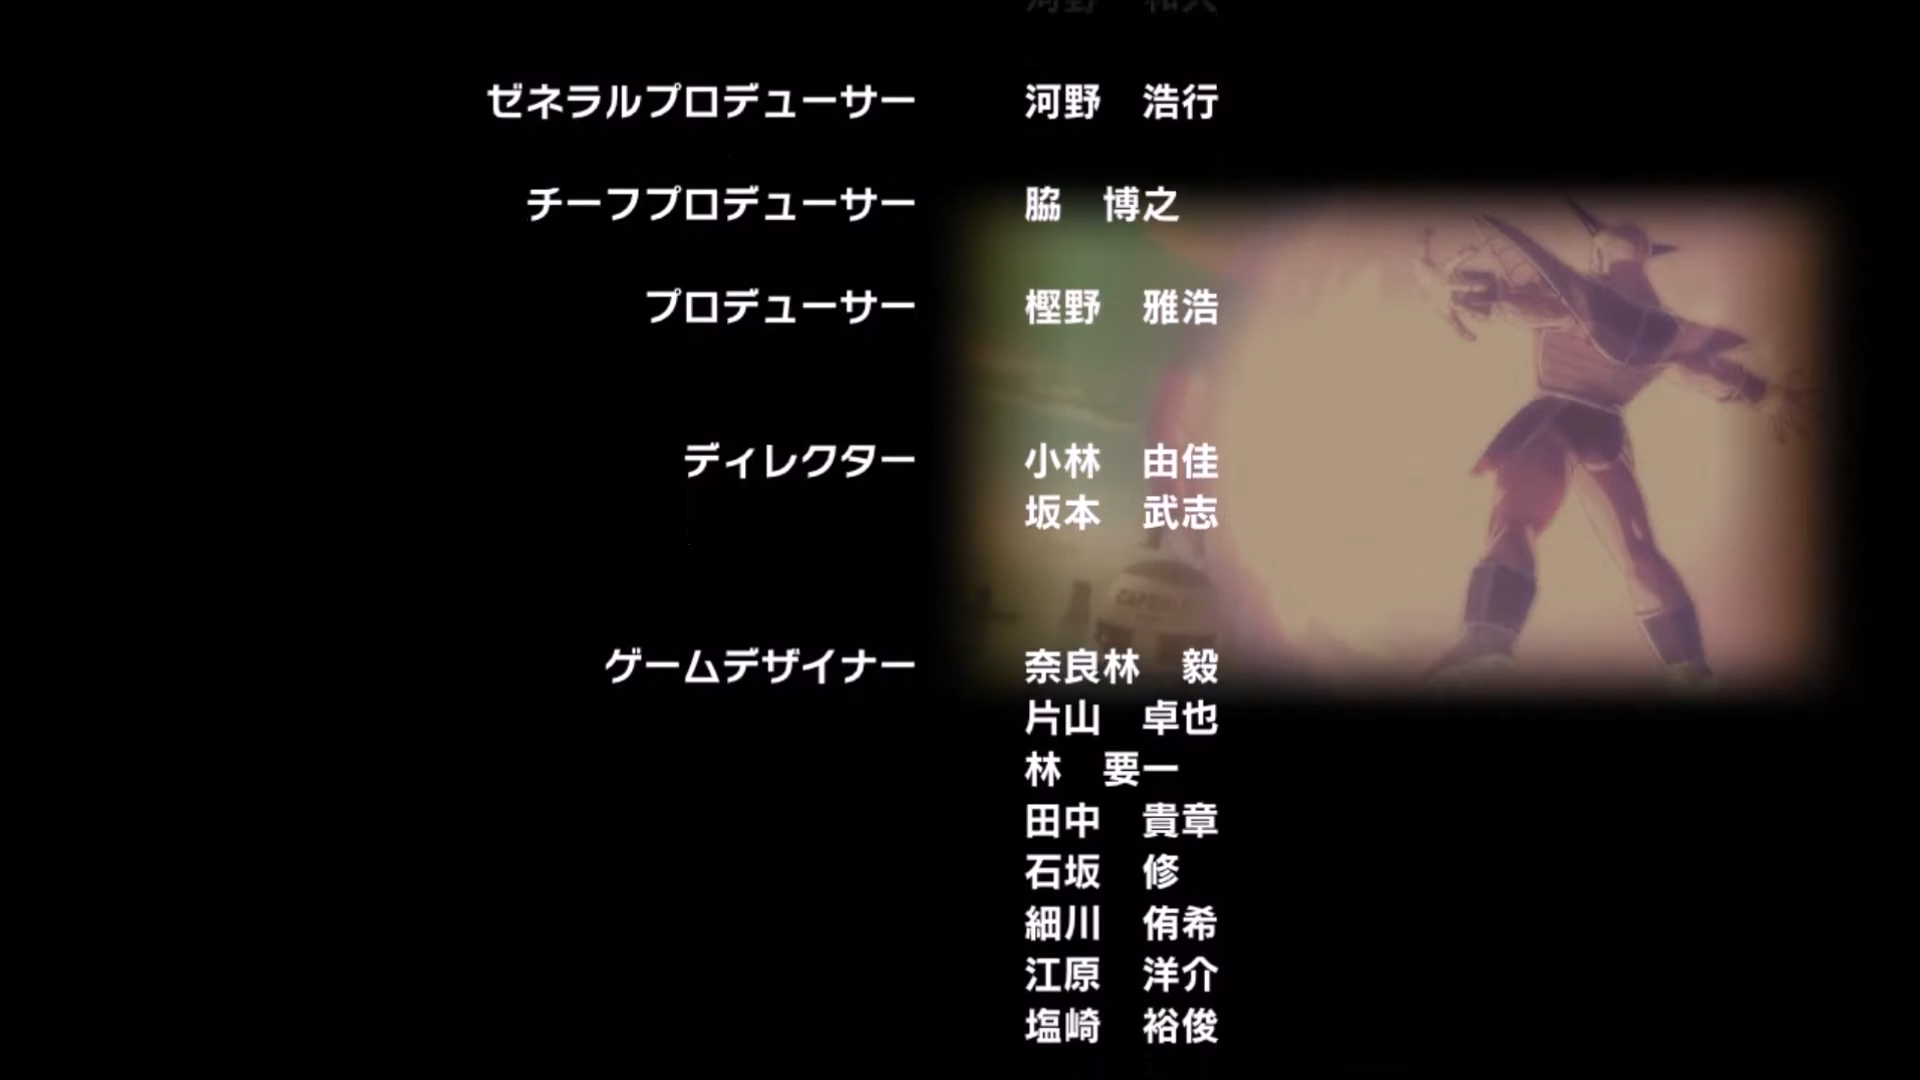 ゼネラルプロデューサー　河野　浩行
チーフプロデューサー　脇　博之
プロデューサー　樫野　雅浩
ディレクター　小林　由佳
坂本　武志
ゲームデザイナー　奈良林　毅
片山　卓也
林　要一
田中　貴章
石坂　修
細川　侑希
江原　洋介
塩崎　裕俊